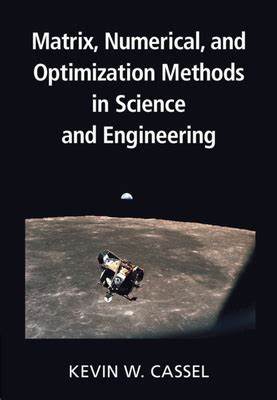 Matrix, Numerical, and
Optimization Methods
in Science
and Engineering
KEVIN W. CASSEL